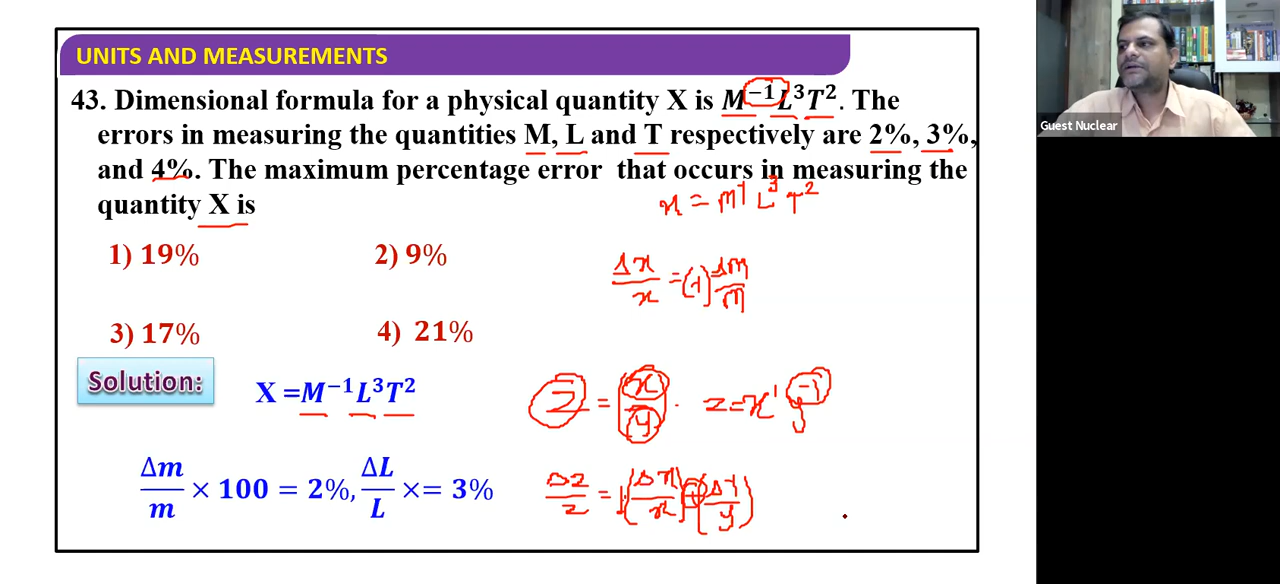 UNITS AND MEASUREMENTS
43. Dimensional formula for a physical quantity X is M⁻¹L³T². The
errors in measuring the quantities M, L and T respectively are 2%, 3%,
and 4%. The maximum percentage error that occurs in measuring the
quantity X is
x = m⁻¹ L³ T²
1) 19%
2) 9%
Δx/x = (-1) Δm/m
3) 17%
4) 21%
Solution:
X =M⁻¹L³T²
z = x/y . z = x¹ y⁻¹
Δm/m × 100 = 2%, ΔL/L ×= 3%
Δz/z = 1(Δx/x) + (Δy/y)
Guest Nuclear